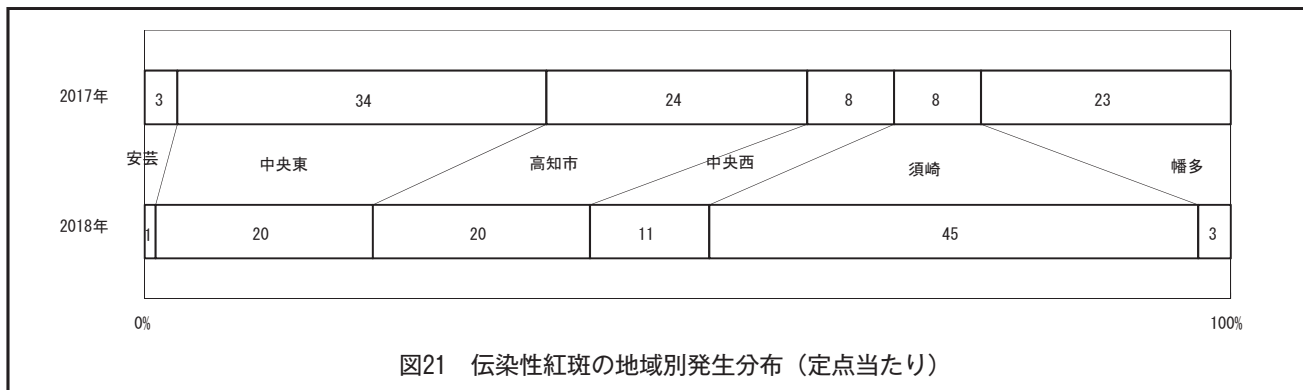 2017年
3 34 24 8 8 23
安芸 中央東 高知市 中央西 須崎 幡多
2018年
1 20 20 11 45 3
0% 100%
図21 伝染性紅斑の地域別発生分布（定点当たり）